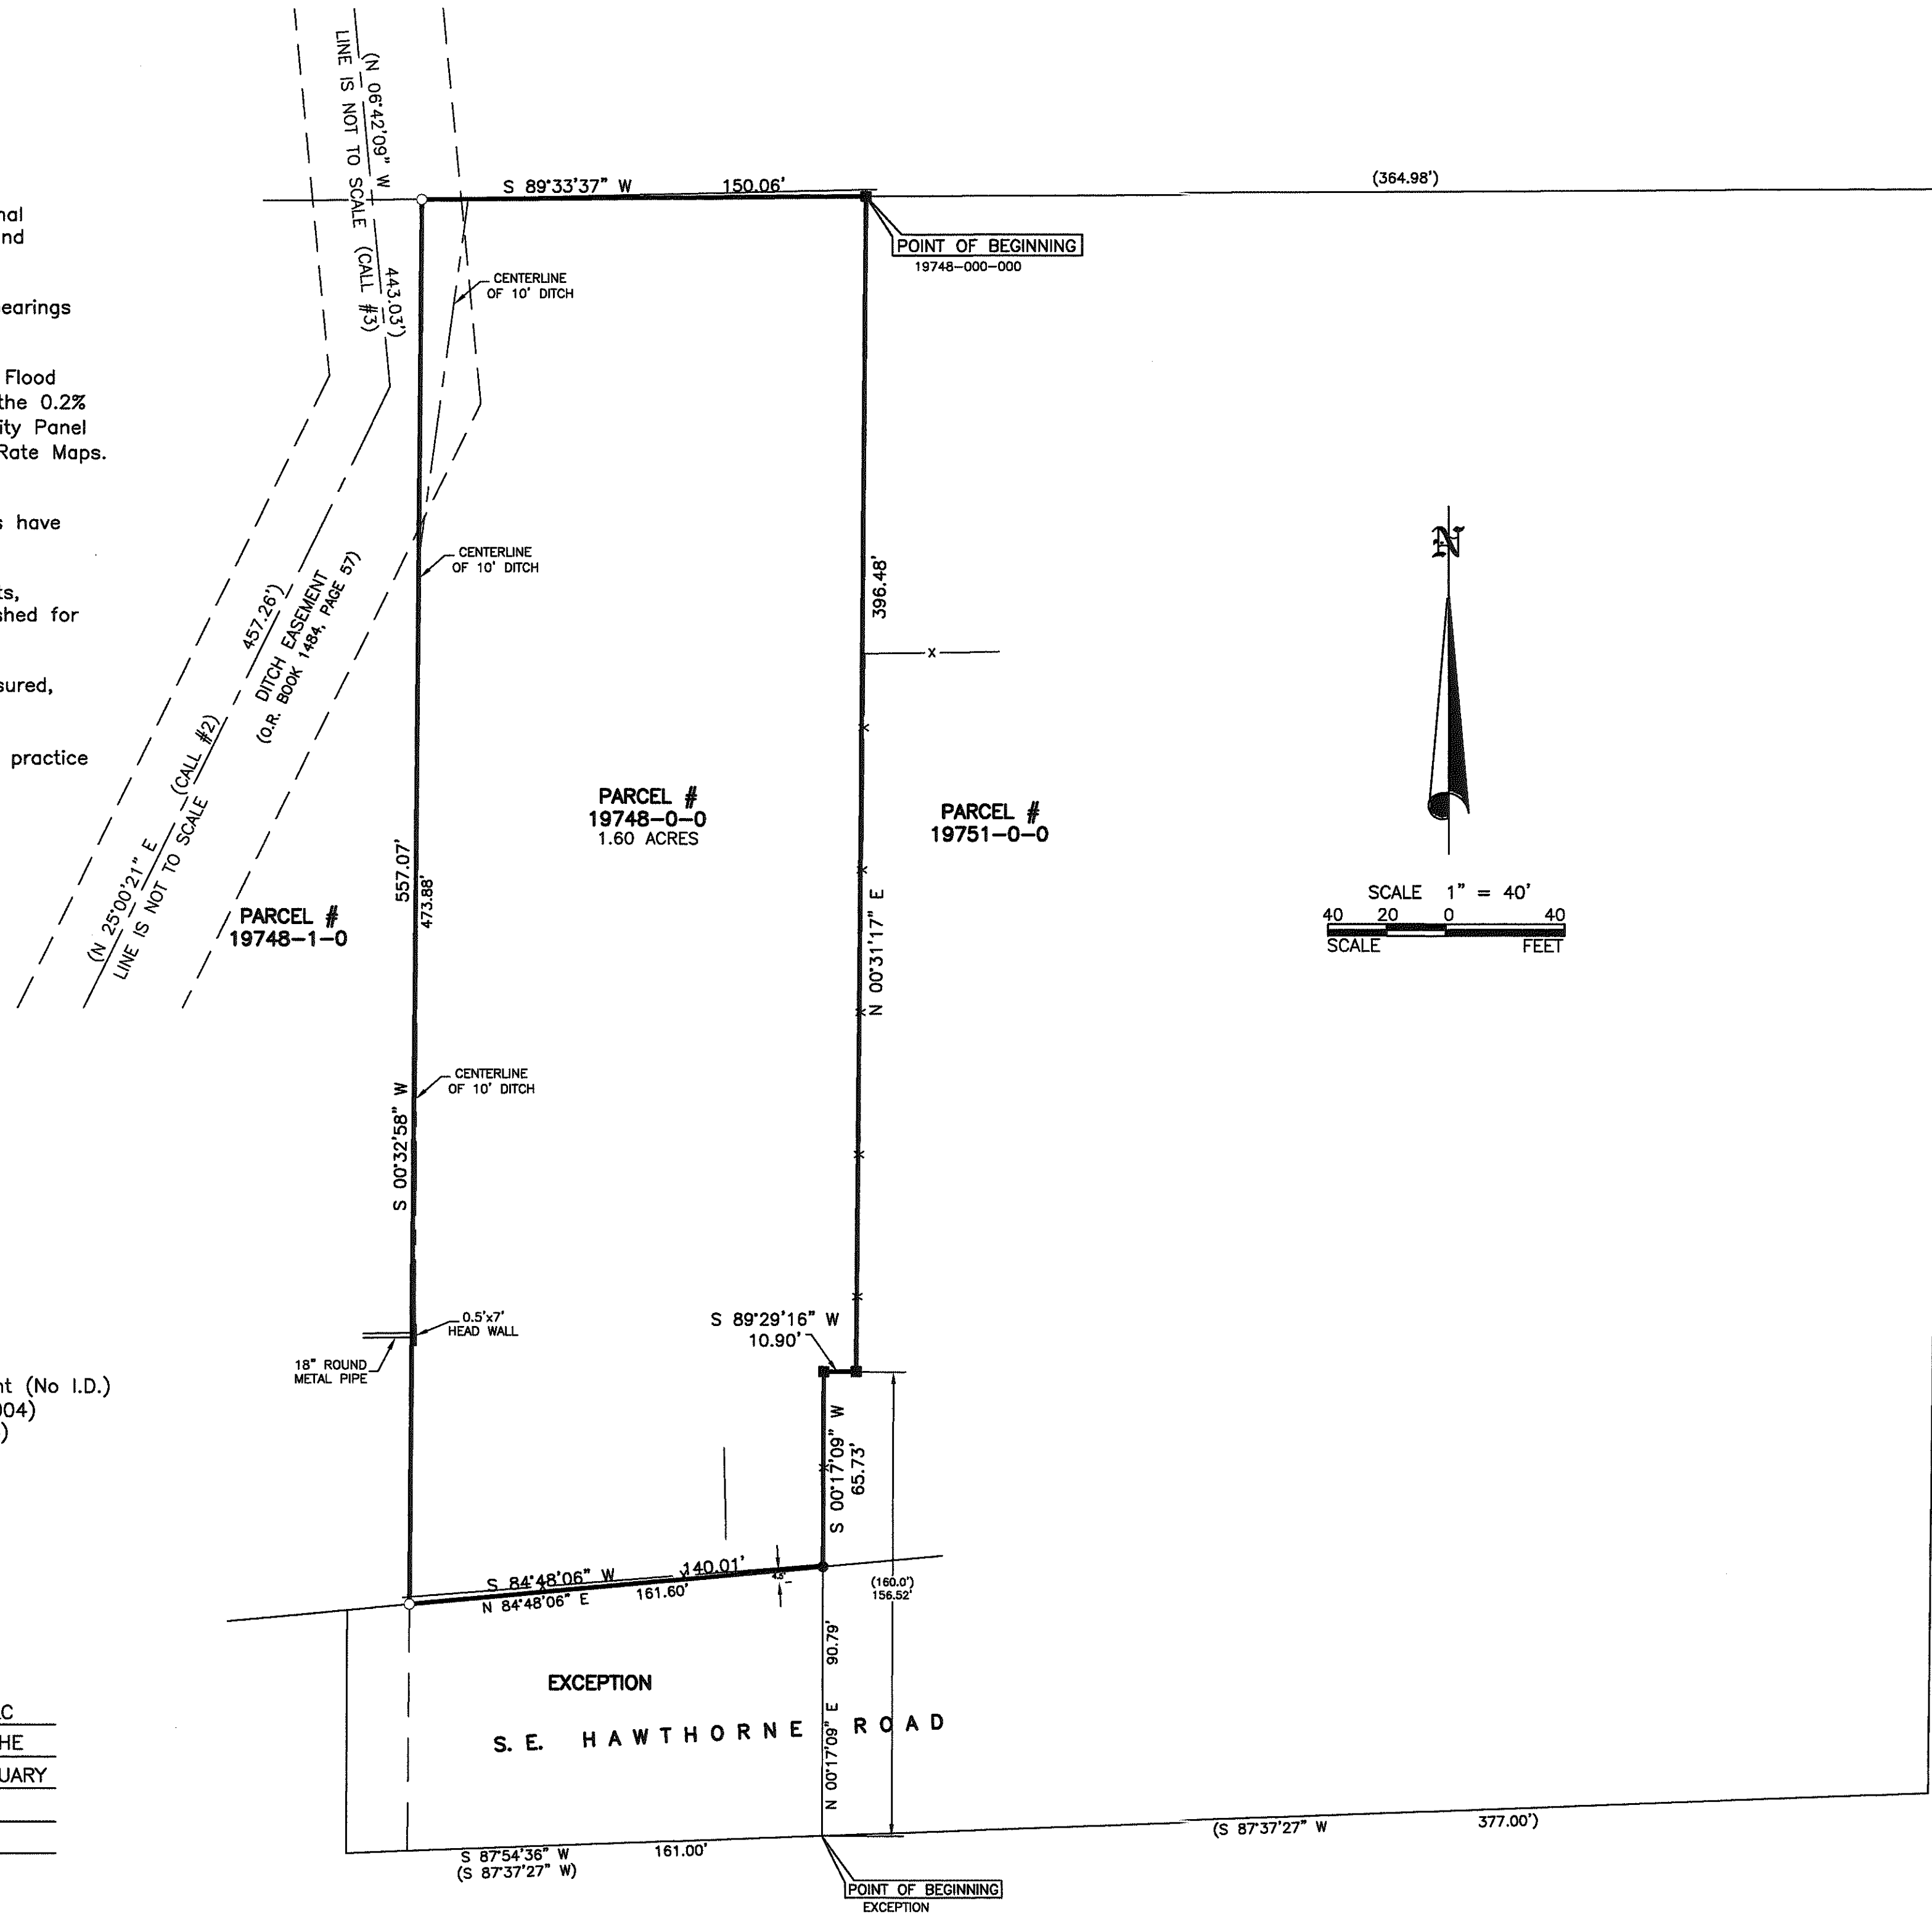 (N 06°42'09" W
443.03')
LINE IS NOT TO SCALE (CALL #3)
S 89°33'37" W
150.06'
(364.98')
nal
nd
POINT OF BEGINNING
19748-000-000
CENTERLINE
OF 10' DITCH
earings
Flood
the 0.2%
ity Panel
Rate Maps.
s have
ts,
shed for
sured,
practice
CENTERLINE
OF 10' DITCH
396.48'
N
x
457.26')
DITCH EASEMENT
(O.R. BOOK 1484, PAGE 57)
(CALL #2)
(N 25°00'21" E
LINE IS NOT TO SCALE
PARCEL #
19748-0-0
1.60 ACRES
PARCEL #
19751-0-0
557.07'
473.88'
PARCEL #
19748-1-0
N 00°31'17" E
SCALE 1" = 40'
40 20 0 40
SCALE FEET
CENTERLINE
OF 10' DITCH
S 00°32'58" W
0.5'x7'
HEAD WALL
18" ROUND
METAL PIPE
S 89°29'16" W
10.90'
nt (No I.D.)
004)
)
S 00°17'09" W
65.73'
S 84°48'06" W
140.01'
4.5'
N 84°48'06" E
161.60'
(160.0')
156.52'
90.79'
N 00°17'09" E
EXCEPTION
S. E. HAWTHORNE ROAD
LC
HE
UARY
S 87°54'36" W
161.00'
(S 87°37'27" W)
(S 87°37'27" W
377.00')
POINT OF BEGINNING
EXCEPTION